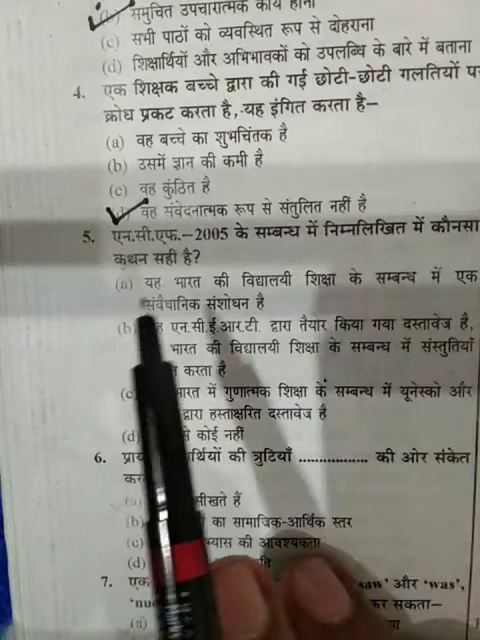 समुचित उपचारात्मक कार्य होना
(c) सभी पाठों को व्यवस्थित रूप से दोहराना
(d) शिक्षार्थियों और अभिभावकों को उपलब्धि के बारे में बताना
4. एक शिक्षक बच्चे द्वारा की गई छोटी-छोटी गलतियों प
क्रोध प्रकट करता है, यह इंगित करता है–
(a) वह बच्चे का शुभचिंतक है
(b) उसमें ज्ञान की कमी है
(c) वह कुंठित है
वह संवेदनात्मक रूप से संतुलित नहीं है
5. एन.सी.एफ.–2005 के सम्बन्ध में निम्नलिखित में कौनसा
कथन सही है?
(a) यह भारत की विद्यालयी शिक्षा के सम्बन्ध में एक
संवैधानिक संशोधन है
(b) एन.सी.ई.आर.टी. द्वारा तैयार किया गया दस्तावेज है,
भारत की विद्यालयी शिक्षा के सम्बन्ध में संस्तुतियाँ
करता है
(c) भारत में गुणात्मक शिक्षा के सम्बन्ध में यूनेस्को और
द्वारा हस्ताक्षरित दस्तावेज है
(d) से कोई नहीं
6. र्थियों की त्रुटियाँ ................. की ओर संकेत
(a) सीखते हैं
(b) का सामाजिक-आर्थिक स्तर
(c) भ्यास की आवश्यकता
(d)
7. एक saw' और 'was',
कर सकता–
(a)